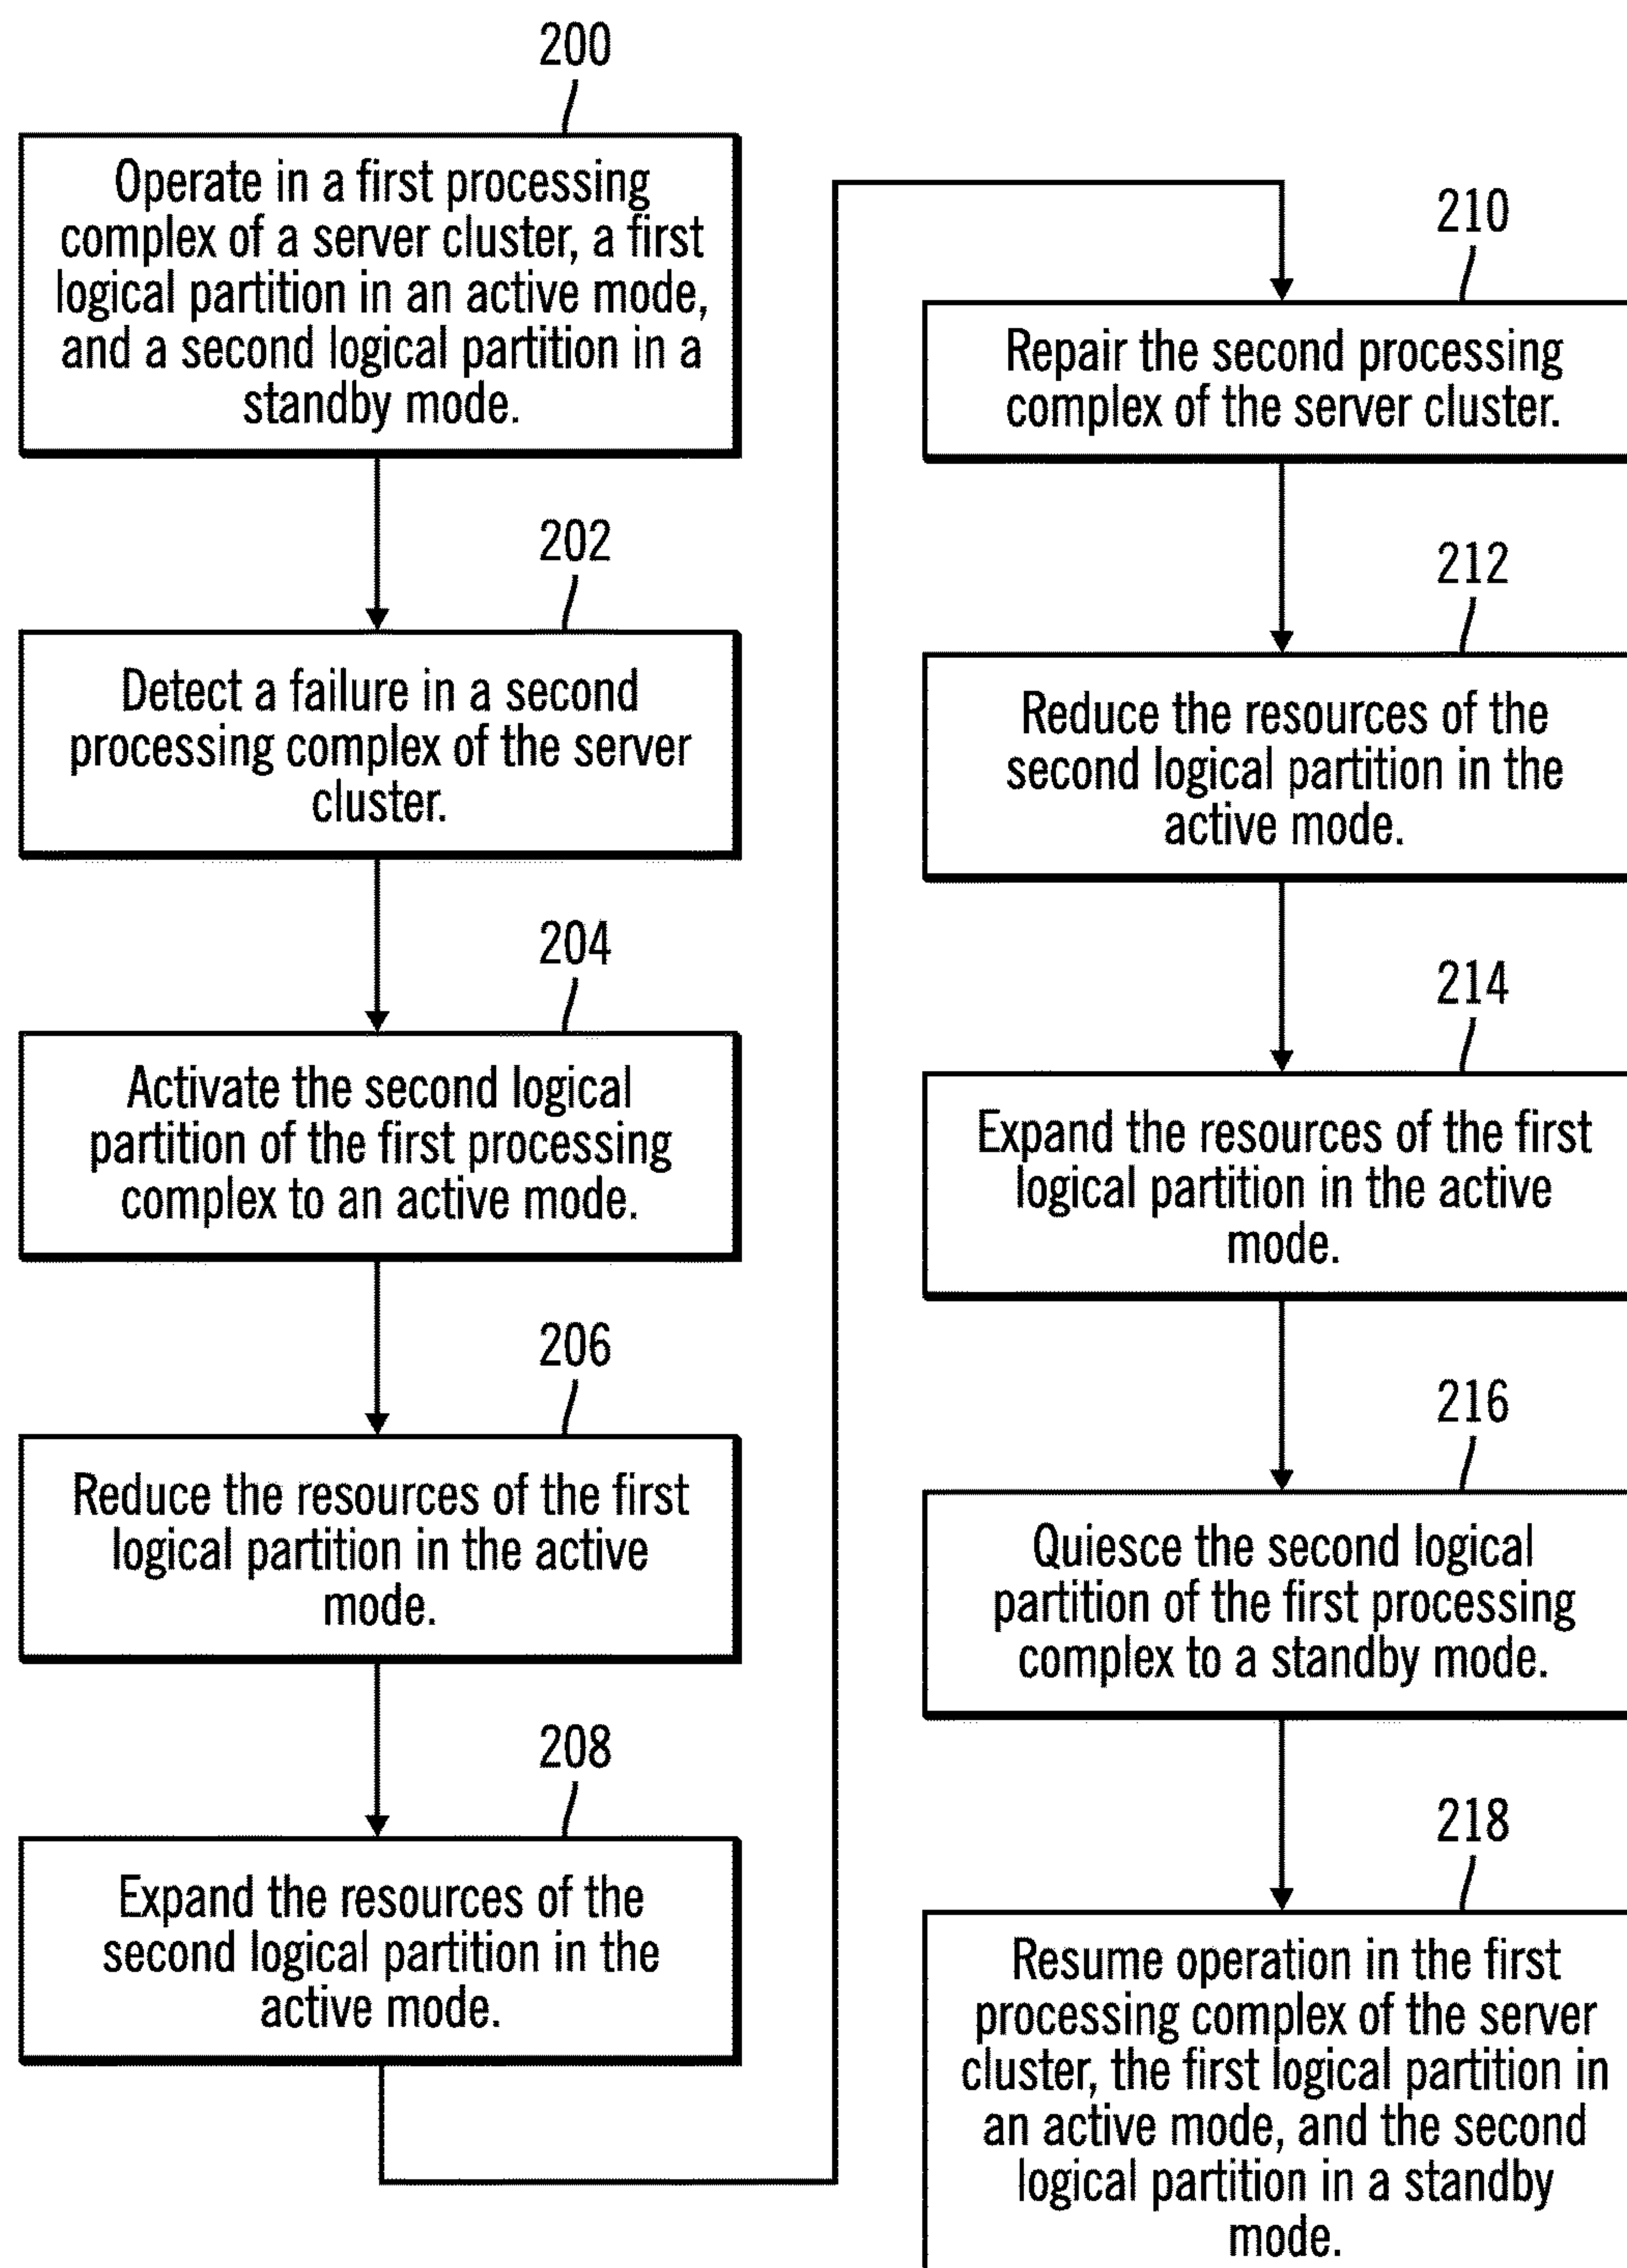 200
Operate in a first processing
complex of a server cluster, a first
logical partition in an active mode,
and a second logical partition in a
standby mode.
202
Detect a failure in a second
processing complex of the server
cluster.
204
Activate the second logical
partition of the first processing
complex to an active mode.
206
Reduce the resources of the first
logical partition in the active
mode.
208
Expand the resources of the
second logical partition in the
active mode.
210
Repair the second processing
complex of the server cluster.
212
Reduce the resources of the
second logical partition in the
active mode.
214
Expand the resources of the first
logical partition in the active
mode.
216
Quiesce the second logical
partition of the first processing
complex to a standby mode.
218
Resume operation in the first
processing complex of the server
cluster, the first logical partition in
an active mode, and the second
logical partition in a standby
mode.